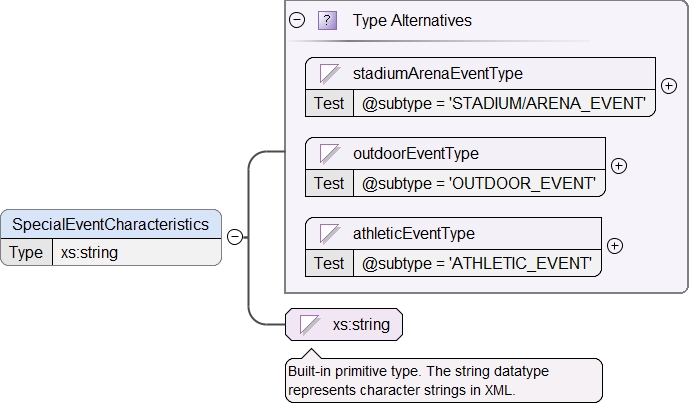 ? Type Alternatives
stadiumArenaEventType
Test @subtype = 'STADIUM/ARENA_EVENT'
outdoorEventType
Test @subtype = 'OUTDOOR_EVENT'
SpecialEventCharacteristics
Type xs:string
athleticEventType
Test @subtype = 'ATHLETIC_EVENT'
xs:string
Built-in primitive type. The string datatype
represents character strings in XML.